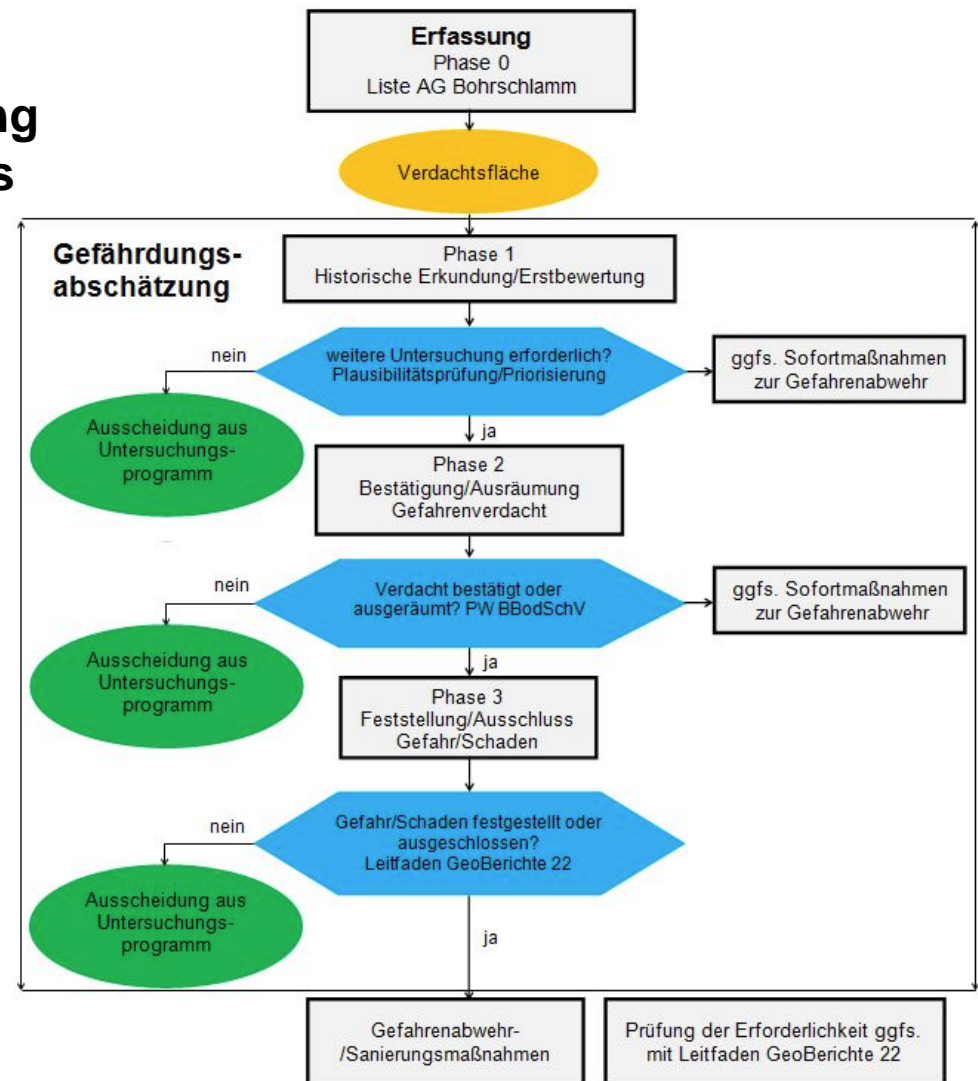 Erfassung
Phase 0
Liste AG Bohrschlamm
ng
s
Verdachtsfläche
Gefährdungs-
abschätzung
Phase 1
Historische Erkundung/Erstbewertung
nein
weitere Untersuchung erforderlich?
Plausibilitätsprüfung/Priorisierung
ggfs. Sofortmaßnahmen
zur Gefahrenabwehr
Ausscheidung aus
Untersuchungs-
programm
ja
Phase 2
Bestätigung/Ausräumung
Gefahrenverdacht
nein
Verdacht bestätigt oder
ausgeräumt? PW BBodSchV
ggfs. Sofortmaßnahmen
zur Gefahrenabwehr
Ausscheidung aus
Untersuchungs-
programm
ja
Phase 3
Feststellung/Ausschluss
Gefahr/Schaden
nein
Gefahr/Schaden festgestellt oder
ausgeschlossen?
Leitfaden GeoBerichte 22
Ausscheidung aus
Untersuchungs-
programm
ja
Gefahrenabwehr-
/Sanierungsmaßnahmen
Prüfung der Erforderlichkeit ggfs.
mit Leitfaden GeoBerichte 22